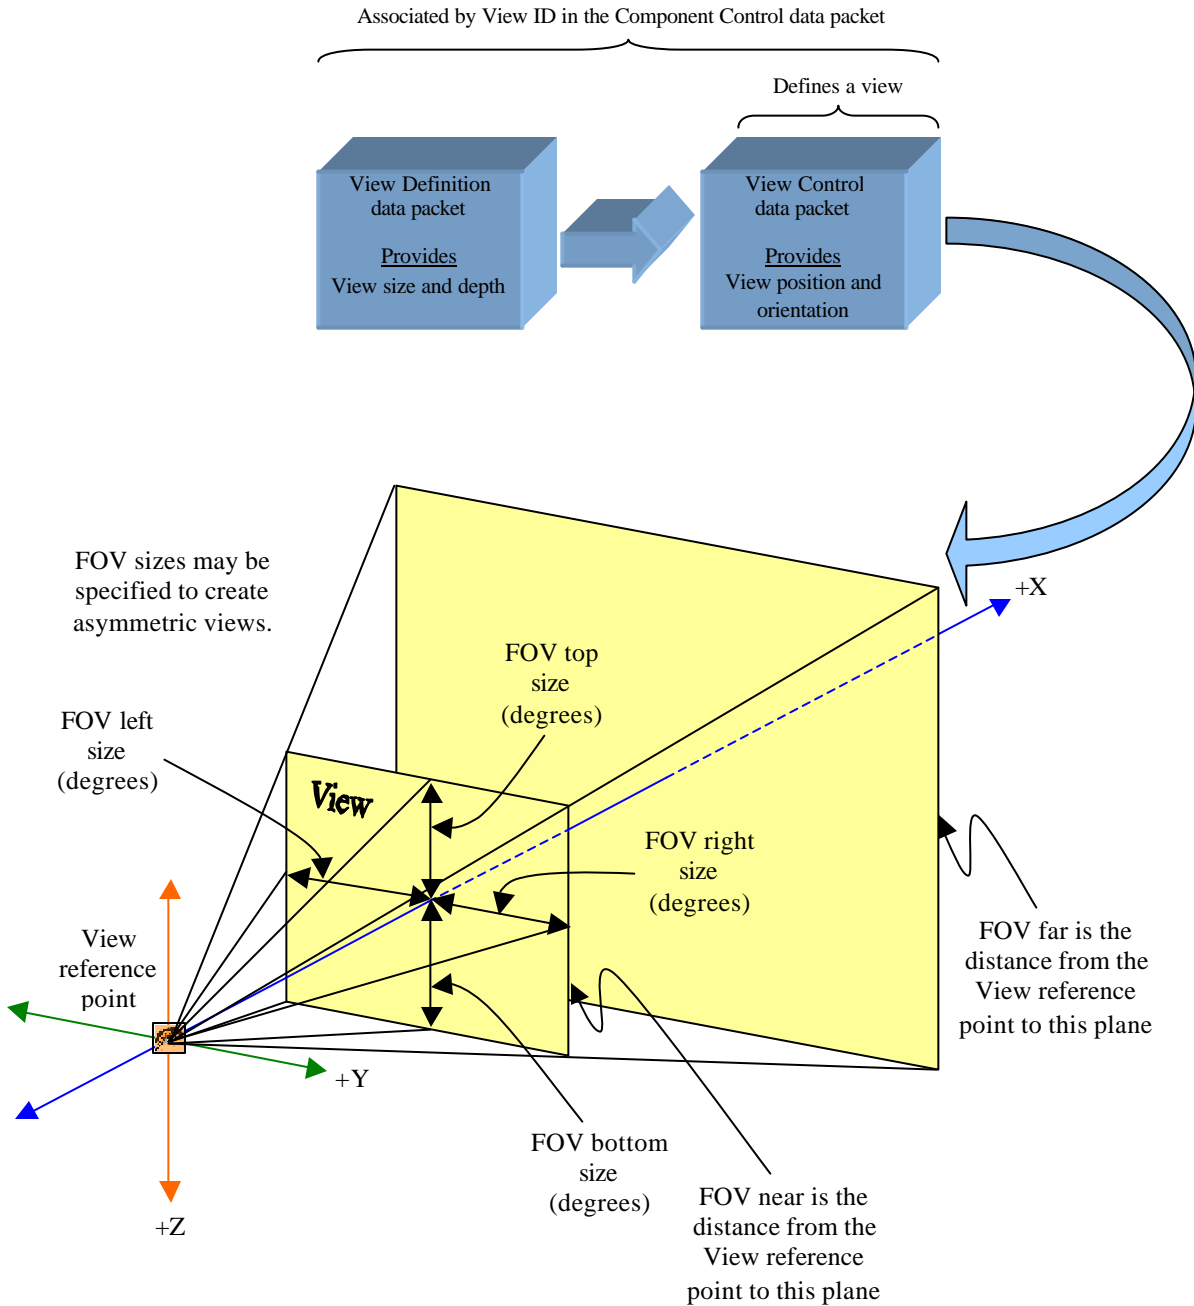 Associated by View ID in the Component Control data packet
Defines a view
View Definition
data packet
Provides
View size and depth
View Control
data packet
Provides
View position and
orientation
FOV sizes may be
specified to create
asymmetric views.
+X
FOV top
size
(degrees)
FOV left
size
(degrees)
View
FOV right
size
(degrees)
View
reference
point
FOV far is the
distance from the
View reference
point to this plane
+Y
FOV bottom
size
(degrees)
FOV near is the
distance from the
View reference
point to this plane
+Z